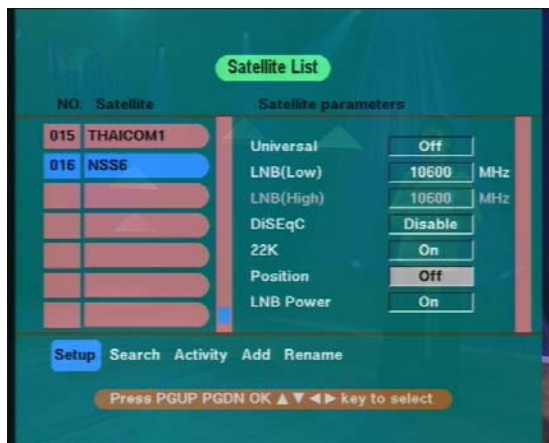 Satellite List
NO. Satellite Satellite parameters
015 THAICOM1
016 NSS6
Universal Off
LNB(Low) 10600 MHz
LNB(High) 10600 MHz
DiSEqC Disable
22K On
Position Off
LNB Power On
Setup Search Activity Add Rename
Press PGUP PGDN OK ▲▼◀▶ key to select